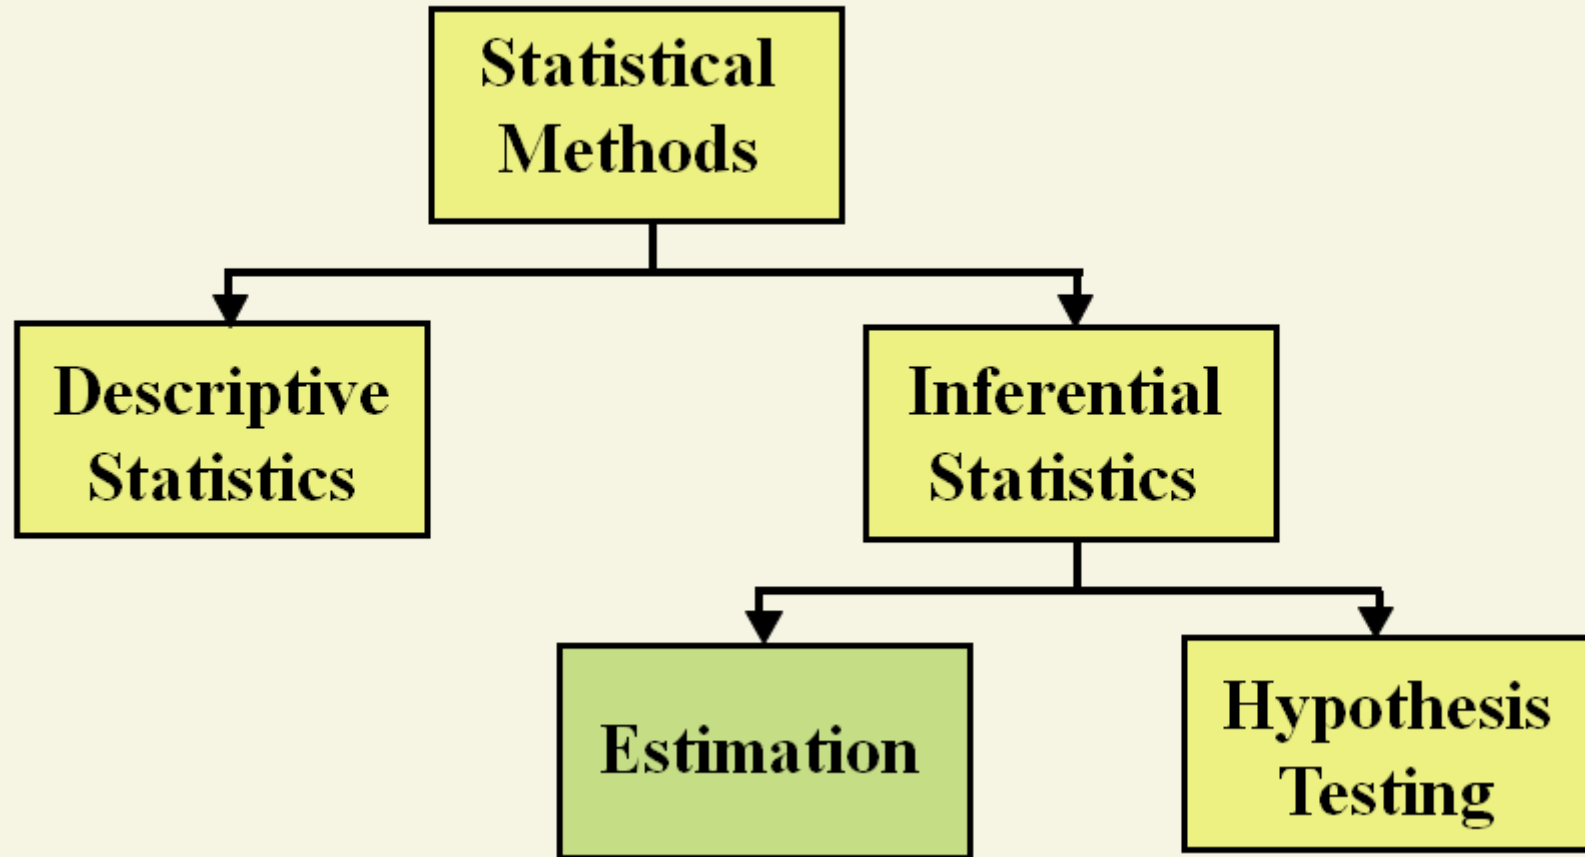 Statistical
Methods
Descriptive
Statistics
Inferential
Statistics
Estimation
Hypothesis
Testing